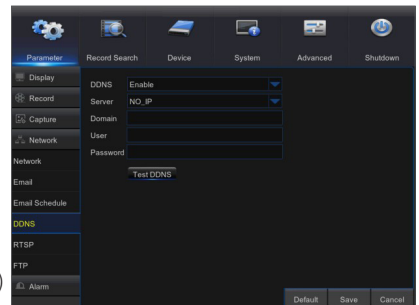 Parameter Record Search Device System Advanced Shutdown
Display
Record
Capture
Network
Network
Email
Email Schedule
DDNS
RTSP
FTP
Alarm
DDNS Enable
Server NO_IP
Domain
User
Password
Test DDNS
Default Save Cancel